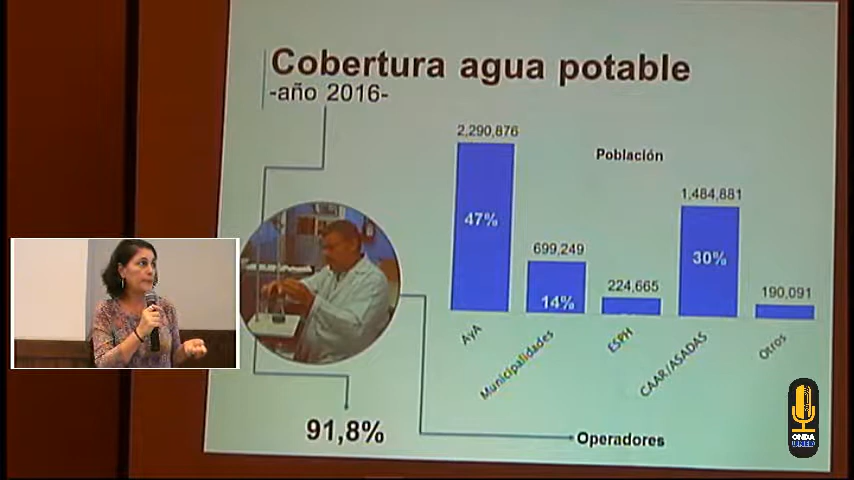 Cobertura agua potable
-año 2016-
Población
2,290,876
47%
699,249
14%
224,665
1,484,881
30%
190,091
AyA
Municipalidades
ESPH
CAAR/ASADAS
Otros
91,8%
Operadores
ONDA
UNED